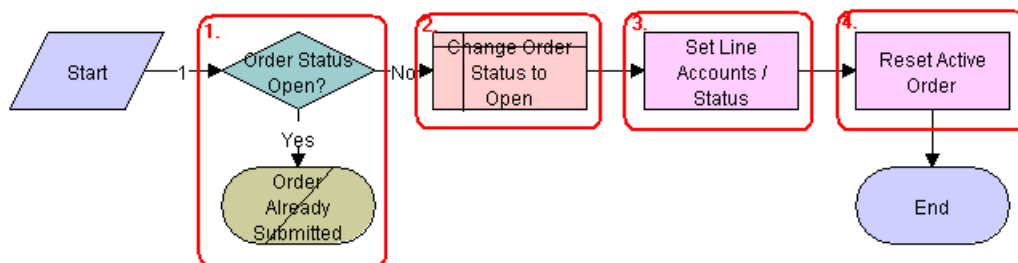 Start
1
1.
Order Status
Open?
No
Yes
Order
Already
Submitted
2.
Change Order
Status to
Open
3.
Set Line
Accounts /
Status
4.
Reset Active
Order
End